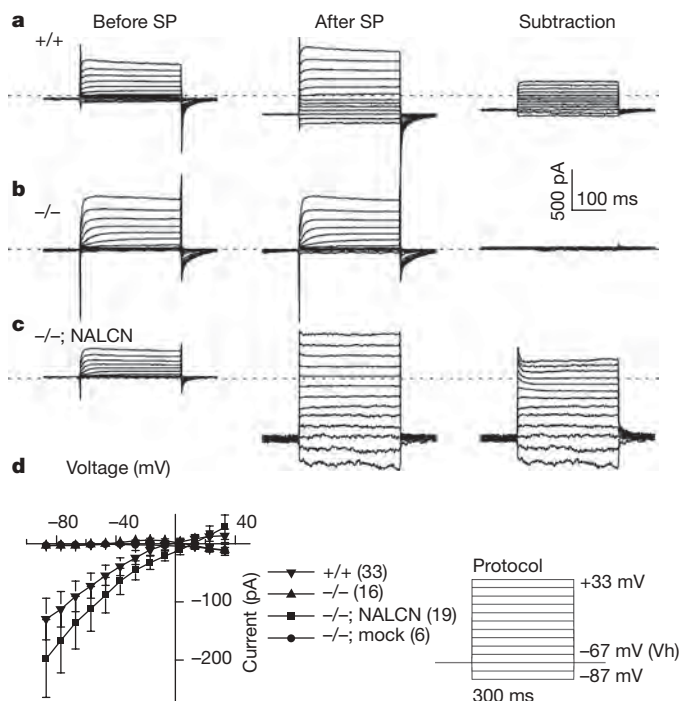 a Before SP After SP Subtraction
+/+
500 pA
100 ms
b
–/–
c
–/–; NALCN
d Voltage (mV)
–80 –40 40
–100
–200
Current (pA)
+/+ (33)
–/– (16)
–/–; NALCN (19)
–/–; mock (6)
Protocol
+33 mV
–67 mV (Vh)
–87 mV
300 ms